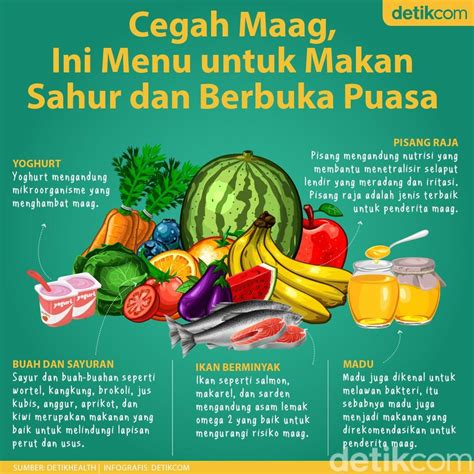 detikcom
Cegah Maag,
Ini Menu untuk Makan
Sahur dan Berbuka Puasa
YOGHURT
Yoghurt mengandung
mikroorganisme yang
menghambat maag.
PISANG RAJA
Pisang mengandung nutrisi yang
membantu menetralisir selaput
lendir yang meradang dan iritasi.
Pisang raja adalah jenis terbaik
untuk penderita maag.
BUAH DAN SAYURAN
Sayur dan buah-buahan seperti
wortel, kangkung, brokoli, jus
kubis, anggur, aprikot, dan
kiwi merupakan makanan yang
baik untuk melindungi lapisan
perut dan usus.
IKAN BERMINYAK
Ikan seperti salmon,
makarel, dan sarden
mengandung asam lemak
omega 2 yang baik untuk
mengurangi risiko maag.
MADU
Madu juga dikenal untuk
melawan bakteri, itu
sebabnya madu juga
menjadi makanan yang
direkomendasikan untuk
penderita maag.
SUMBER: DETIKHEALTH | INFOGRAFIS: DETIKCOM
detikcom